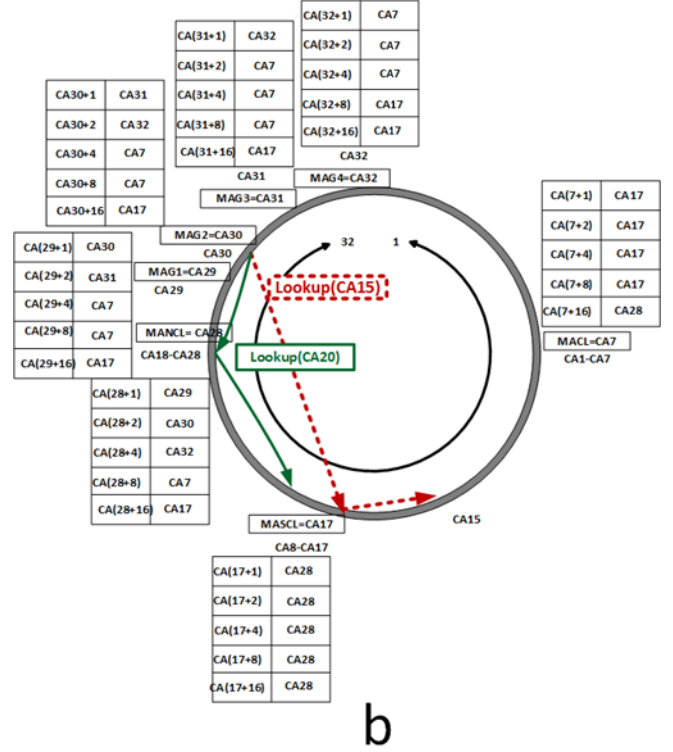 CA(32+1) CA7
CA(32+2) CA7
CA(32+4) CA7
CA(32+8) CA17
CA(32+16) CA17
CA32
CA(31+1) CA32
CA(31+2) CA7
CA(31+4) CA7
CA(31+8) CA7
CA(31+16) CA17
CA31
MAG4=CA32
MAG3=CA31
CA30+1 CA31
CA30+2 CA32
CA30+4 CA7
CA30+8 CA7
CA30+16 CA17
MAG2=CA30
CA30
CA(7+1) CA17
CA(7+2) CA17
CA(7+4) CA17
CA(7+8) CA17
CA(7+16) CA28
MACL=CA7
CA1-CA7
32 1
CA(29+1) CA30
CA(29+2) CA31
CA(29+4) CA7
CA(29+8) CA7
CA(29+16) CA17
MAG1=CA29
CA29
Lookup(CA15)
MANCL= CA28
CA18-CA28
Lookup(CA20)
CA(28+1) CA29
CA(28+2) CA30
CA(28+4) CA32
CA(28+8) CA7
CA(28+16) CA17
MASCL=CA17
CA15
CA8-CA17
CA(17+1) CA28
CA(17+2) CA28
CA(17+4) CA28
CA(17+8) CA28
CA(17+16) CA28
b